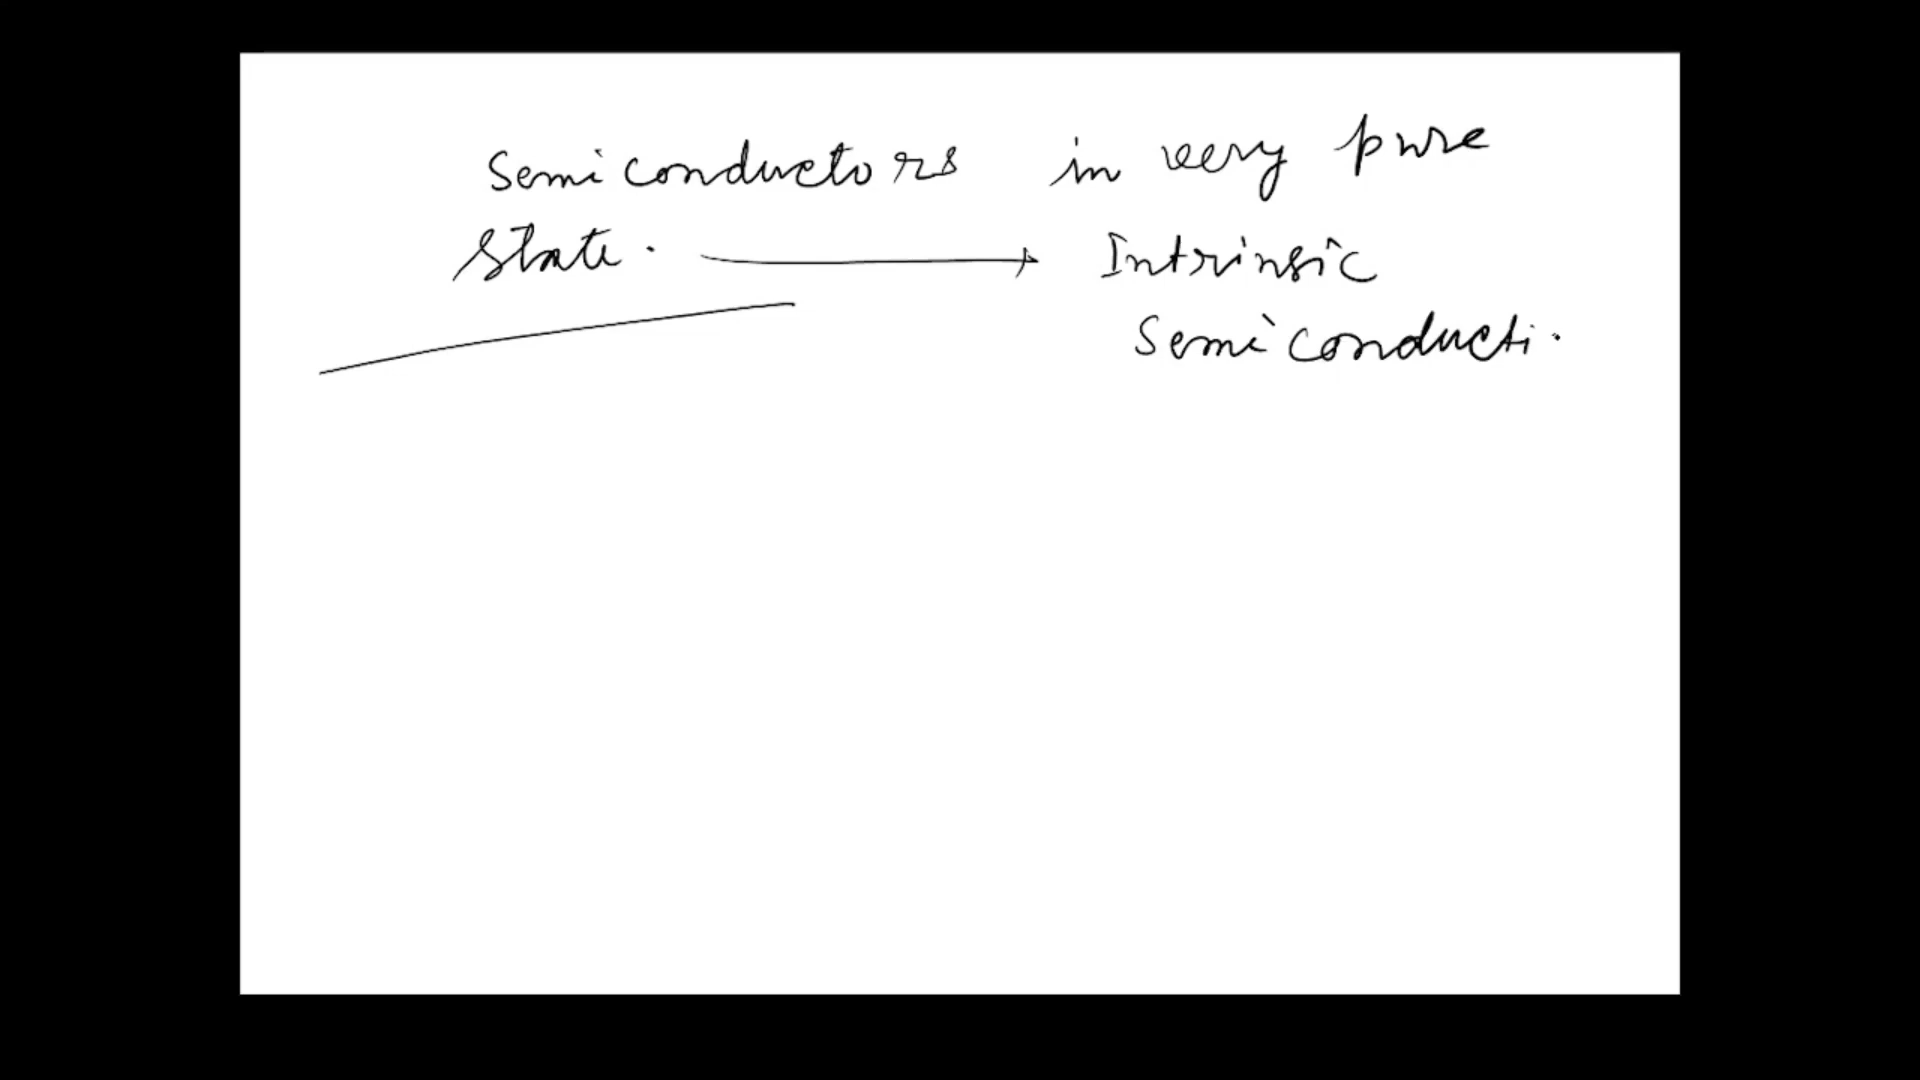 Semiconductors in very pure
State. → Intrinsic
Semiconducti.